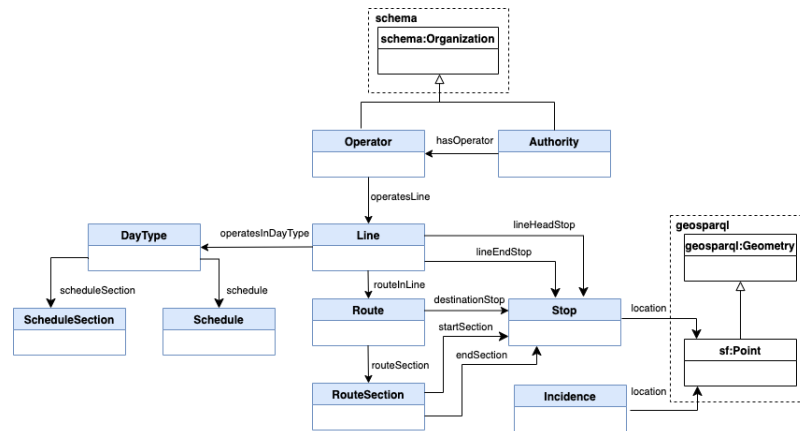 schema
schema:Organization
Operator
hasOperator
Authority
operatesLine
DayType
operatesInDayType
Line
lineHeadStop
lineEndStop
geosparql
geosparql:Geometry
scheduleSection
schedule
routeInLine
ScheduleSection
Schedule
Route
destinationStop
Stop
location
startSection
endSection
sf:Point
routeSection
RouteSection
Incidence
location